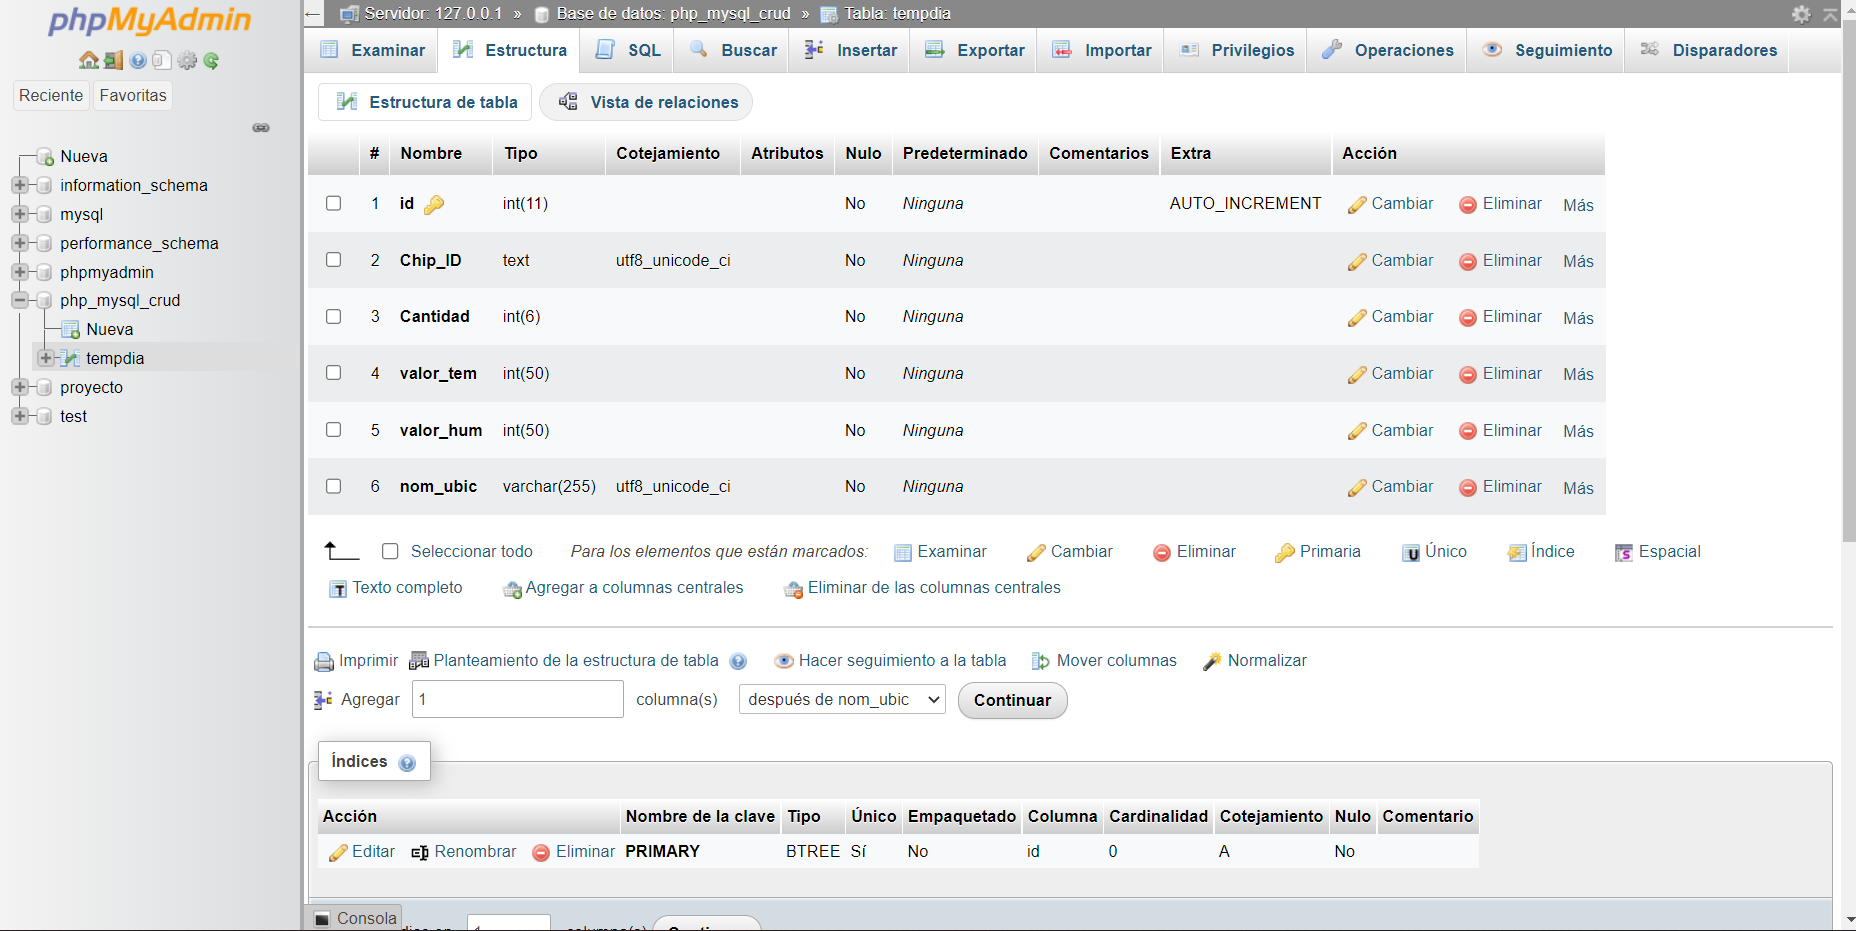 phpMyAdmin
Reciente Favoritas
Nueva
information_schema
mysql
performance_schema
phpmyadmin
php_mysql_crud
Nueva
tempdia
proyecto
test
Servidor: 127.0.0.1 » Base de datos: php_mysql_crud » Tabla: tempdia
Examinar Estructura SQL Buscar Insertar Exportar Importar Privilegios Operaciones Seguimiento Disparadores
Estructura de tabla Vista de relaciones
# Nombre Tipo Cotejamiento Atributos Nulo Predeterminado Comentarios Extra Acción
1 id int(11) No Ninguna AUTO_INCREMENT Cambiar Eliminar Más
2 Chip_ID text utf8_unicode_ci No Ninguna Cambiar Eliminar Más
3 Cantidad int(6) No Ninguna Cambiar Eliminar Más
4 valor_tem int(50) No Ninguna Cambiar Eliminar Más
5 valor_hum int(50) No Ninguna Cambiar Eliminar Más
6 nom_ubic varchar(255) utf8_unicode_ci No Ninguna Cambiar Eliminar Más
Seleccionar todo Para los elementos que están marcados: Examinar Cambiar Eliminar Primaria Único Índice Espacial
Texto completo Agregar a columnas centrales Eliminar de las columnas centrales
Imprimir Planteamiento de la estructura de tabla Hacer seguimiento a la tabla Mover columnas Normalizar
Agregar 1 columna(s) después de nom_ubic Continuar
Índices
Acción Nombre de la clave Tipo Único Empaquetado Columna Cardinalidad Cotejamiento Nulo Comentario
Editar Renombrar Eliminar PRIMARY BTREE Sí No id 0 A No
Consola